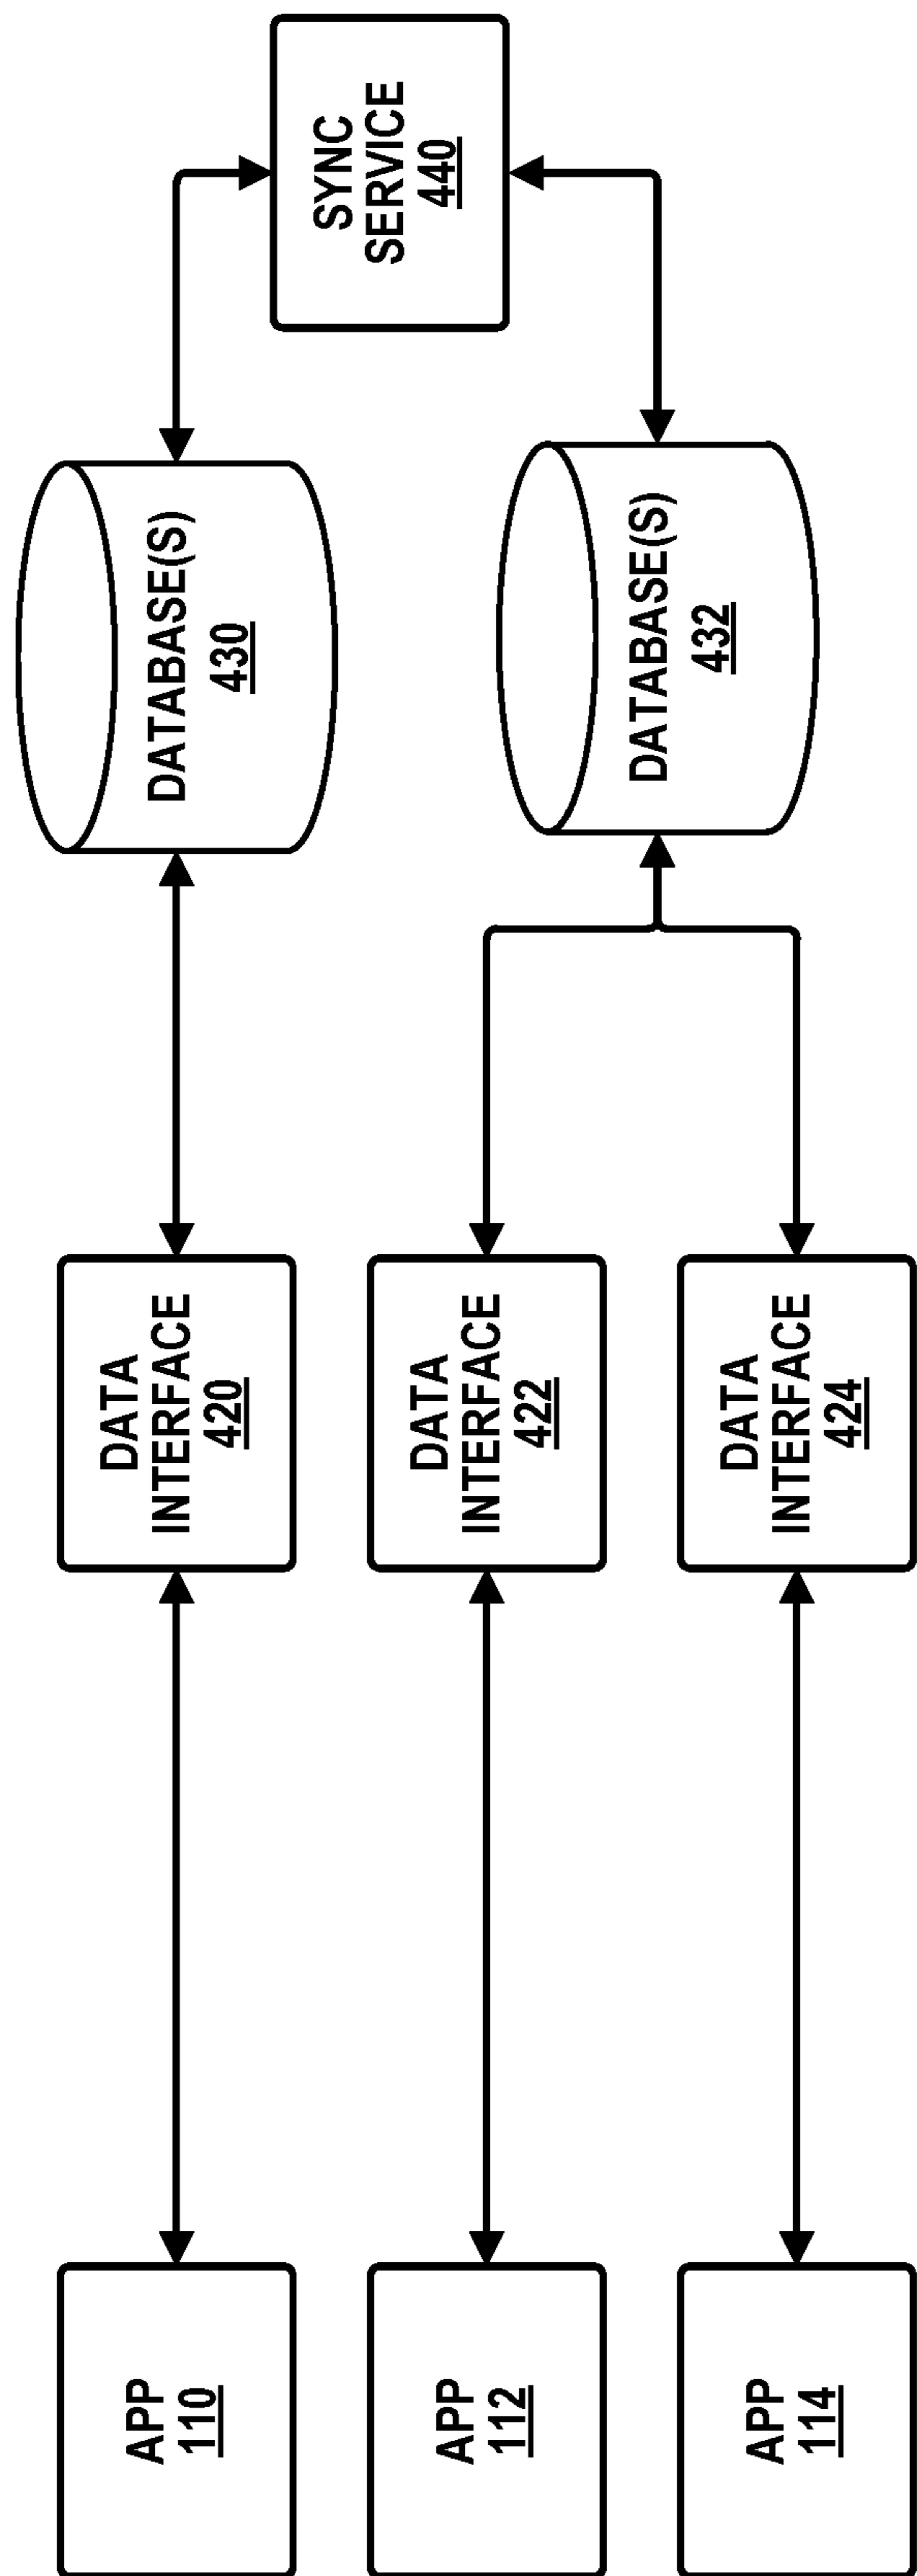 APP
110
DATA
INTERFACE
420
DATABASE(S)
430
SYNC
SERVICE
440
APP
112
DATA
INTERFACE
422
DATABASE(S)
432
APP
114
DATA
INTERFACE
424